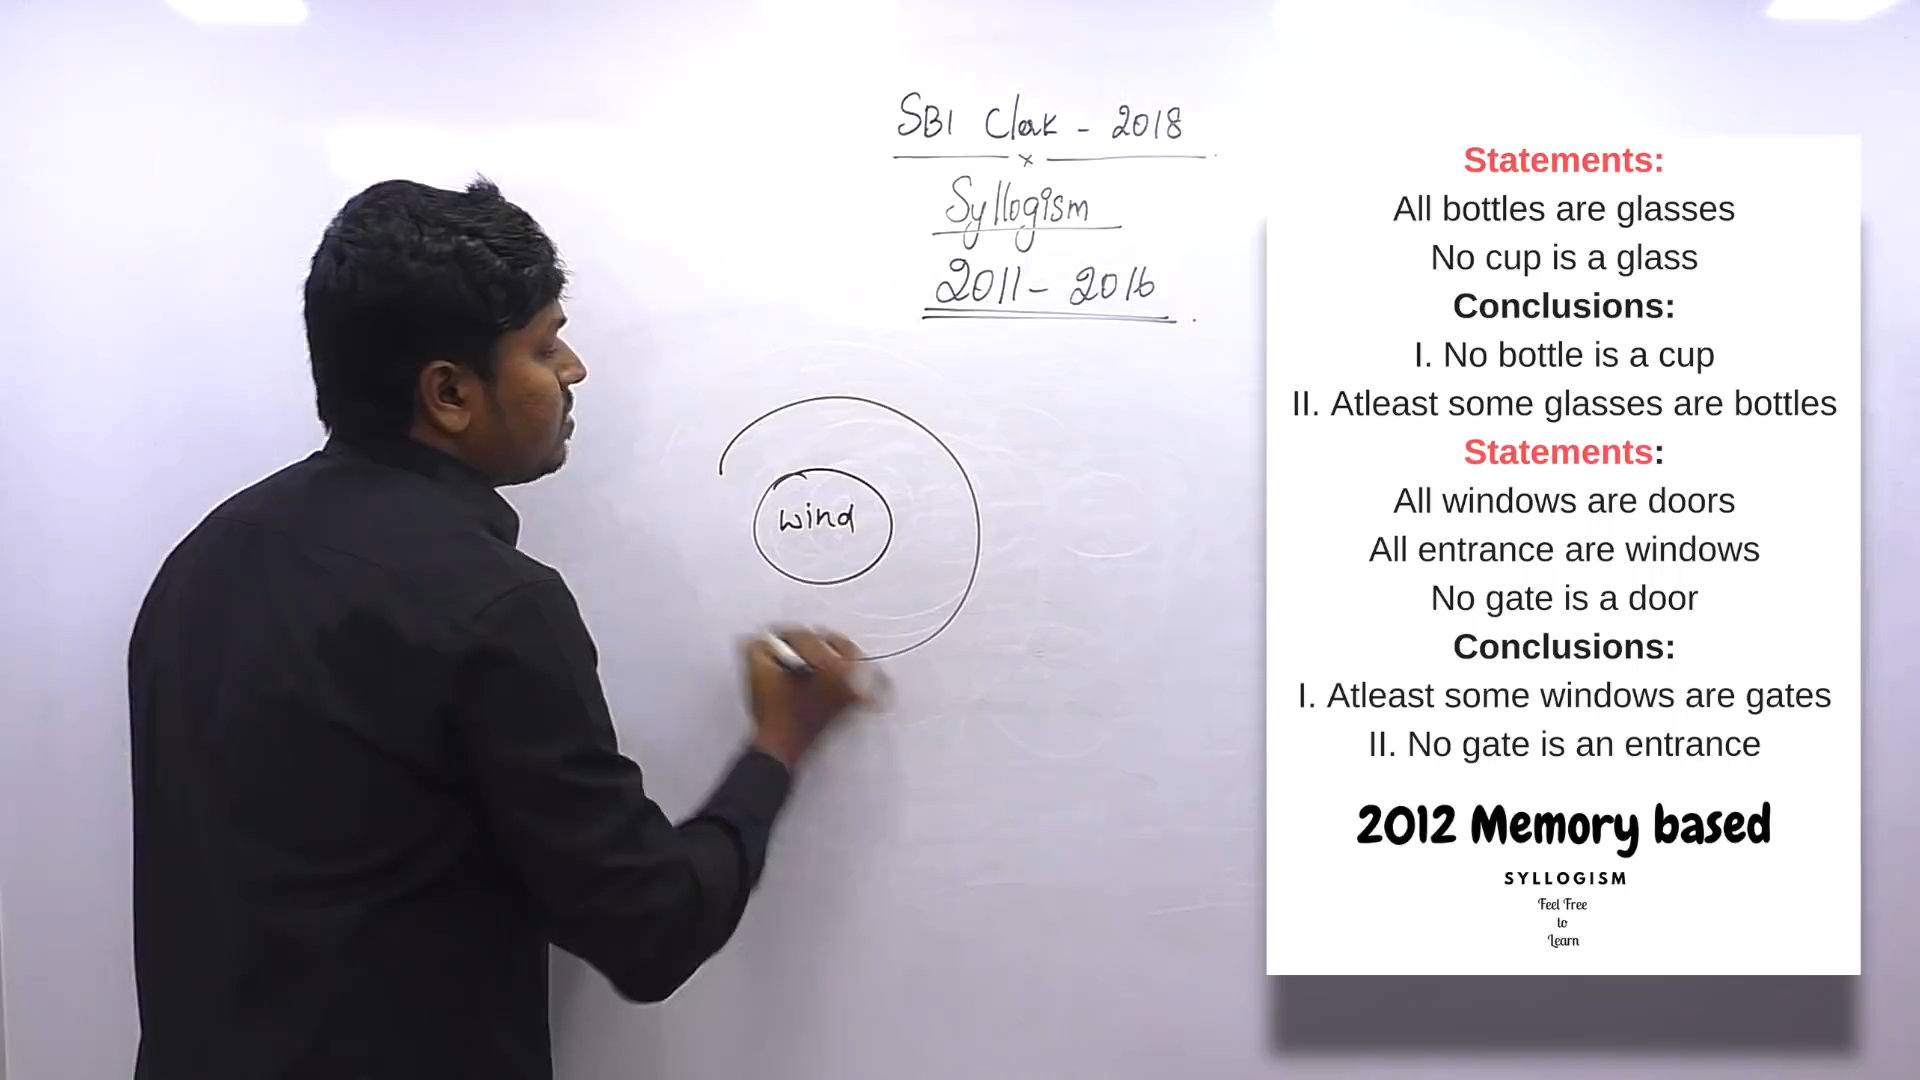 SBI Clerk - 2018
Syllogism
2011 - 2016
wind
Statements:
All bottles are glasses
No cup is a glass
Conclusions:
I. No bottle is a cup
II. Atleast some glasses are bottles
Statements:
All windows are doors
All entrance are windows
No gate is a door
Conclusions:
I. Atleast some windows are gates
II. No gate is an entrance
2012 Memory based
SYLLOGISM
Feel Free
to
Learn